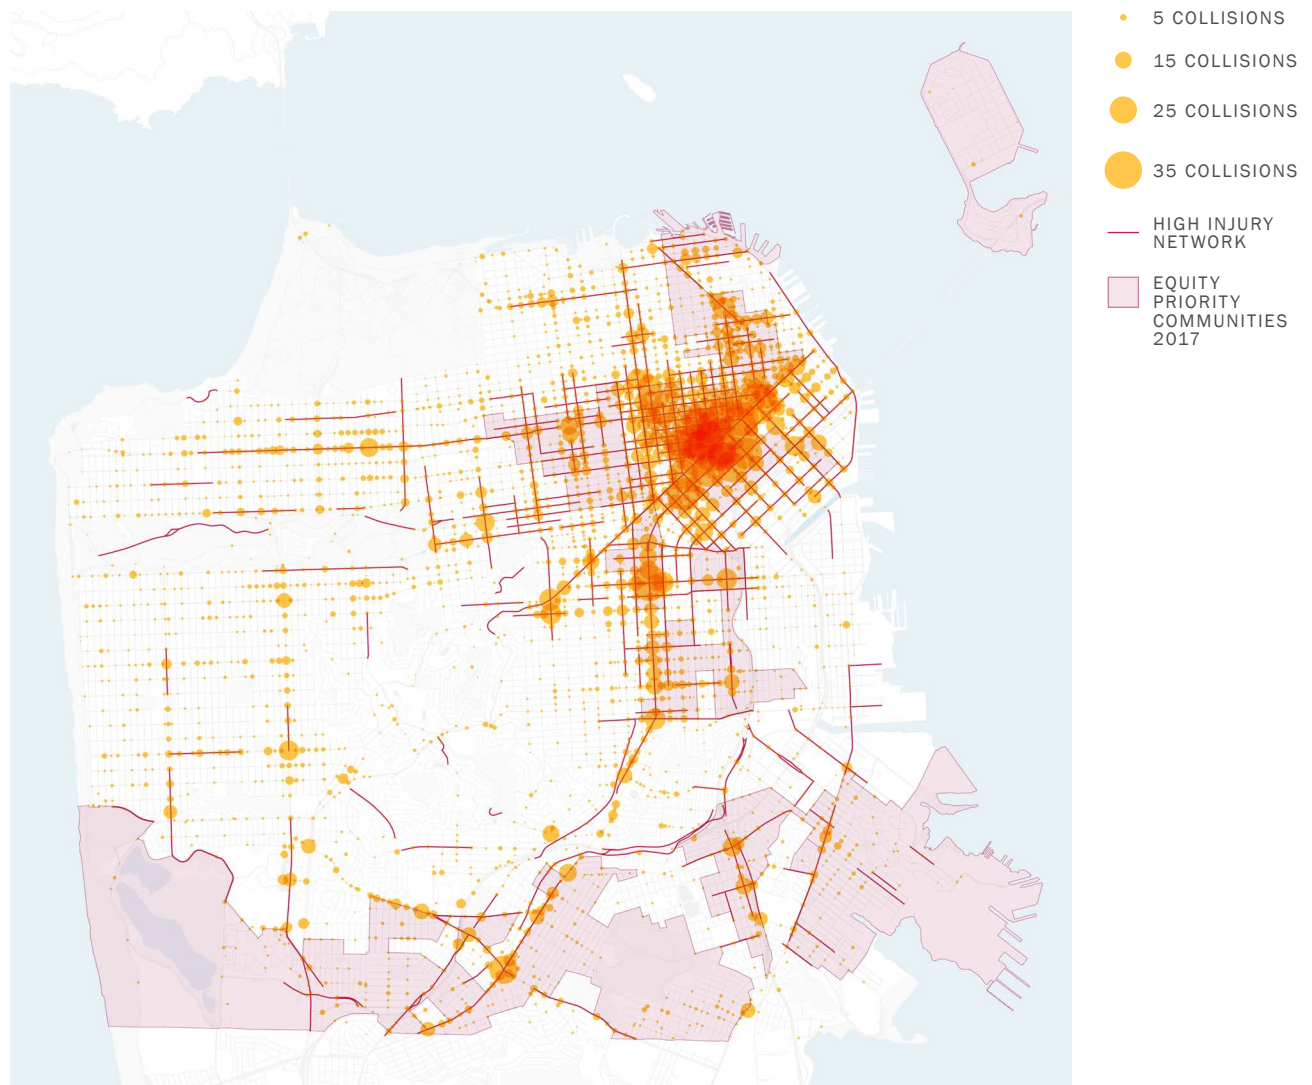 5 COLLISIONS
15 COLLISIONS
25 COLLISIONS
35 COLLISIONS
HIGH INJURY
NETWORK
EQUITY
PRIORITY
COMMUNITIES
2017